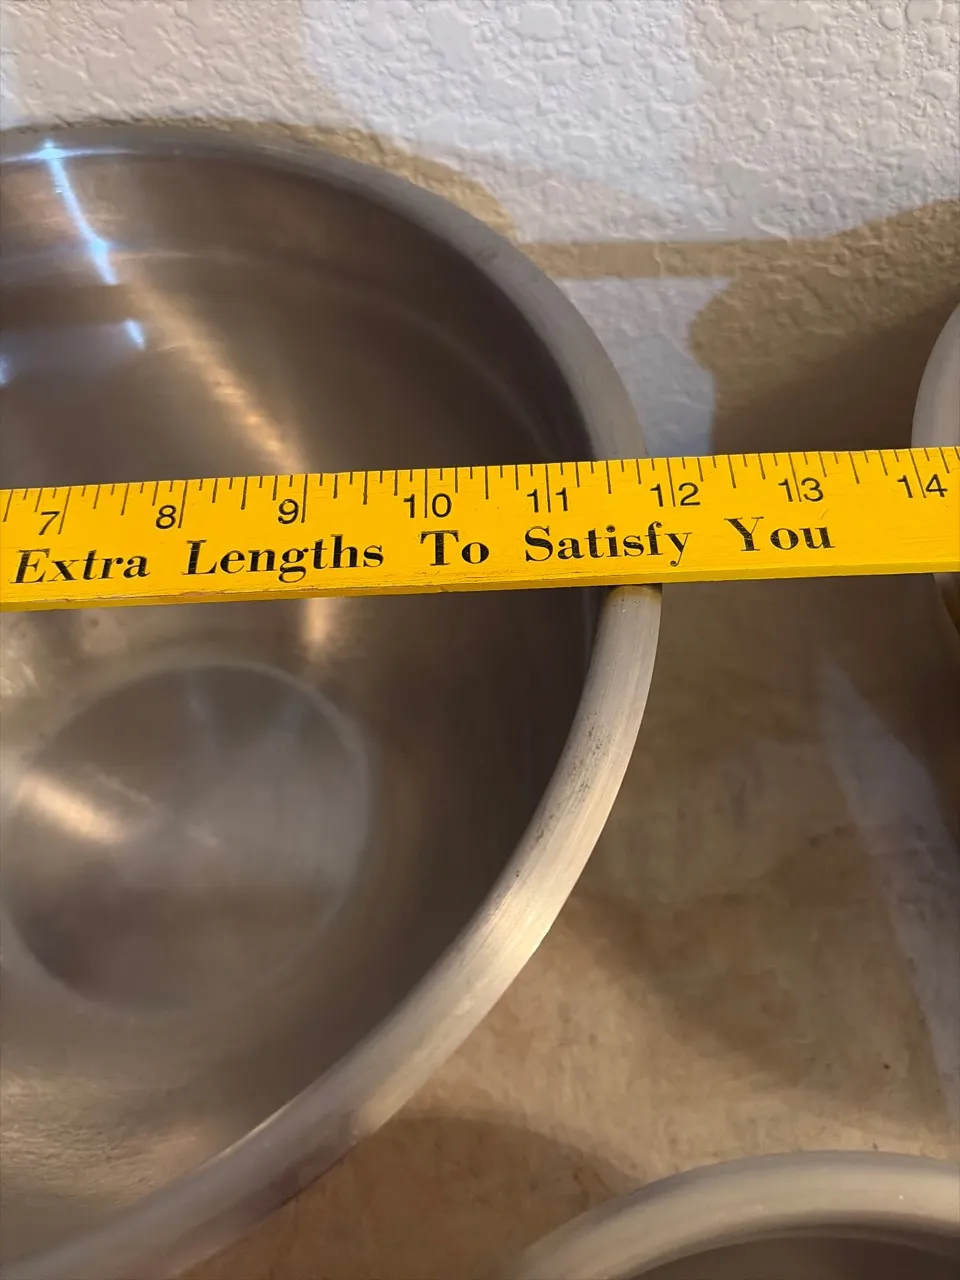 7 8 9 10 11 12 13 14
Extra Lengths To Satisfy You